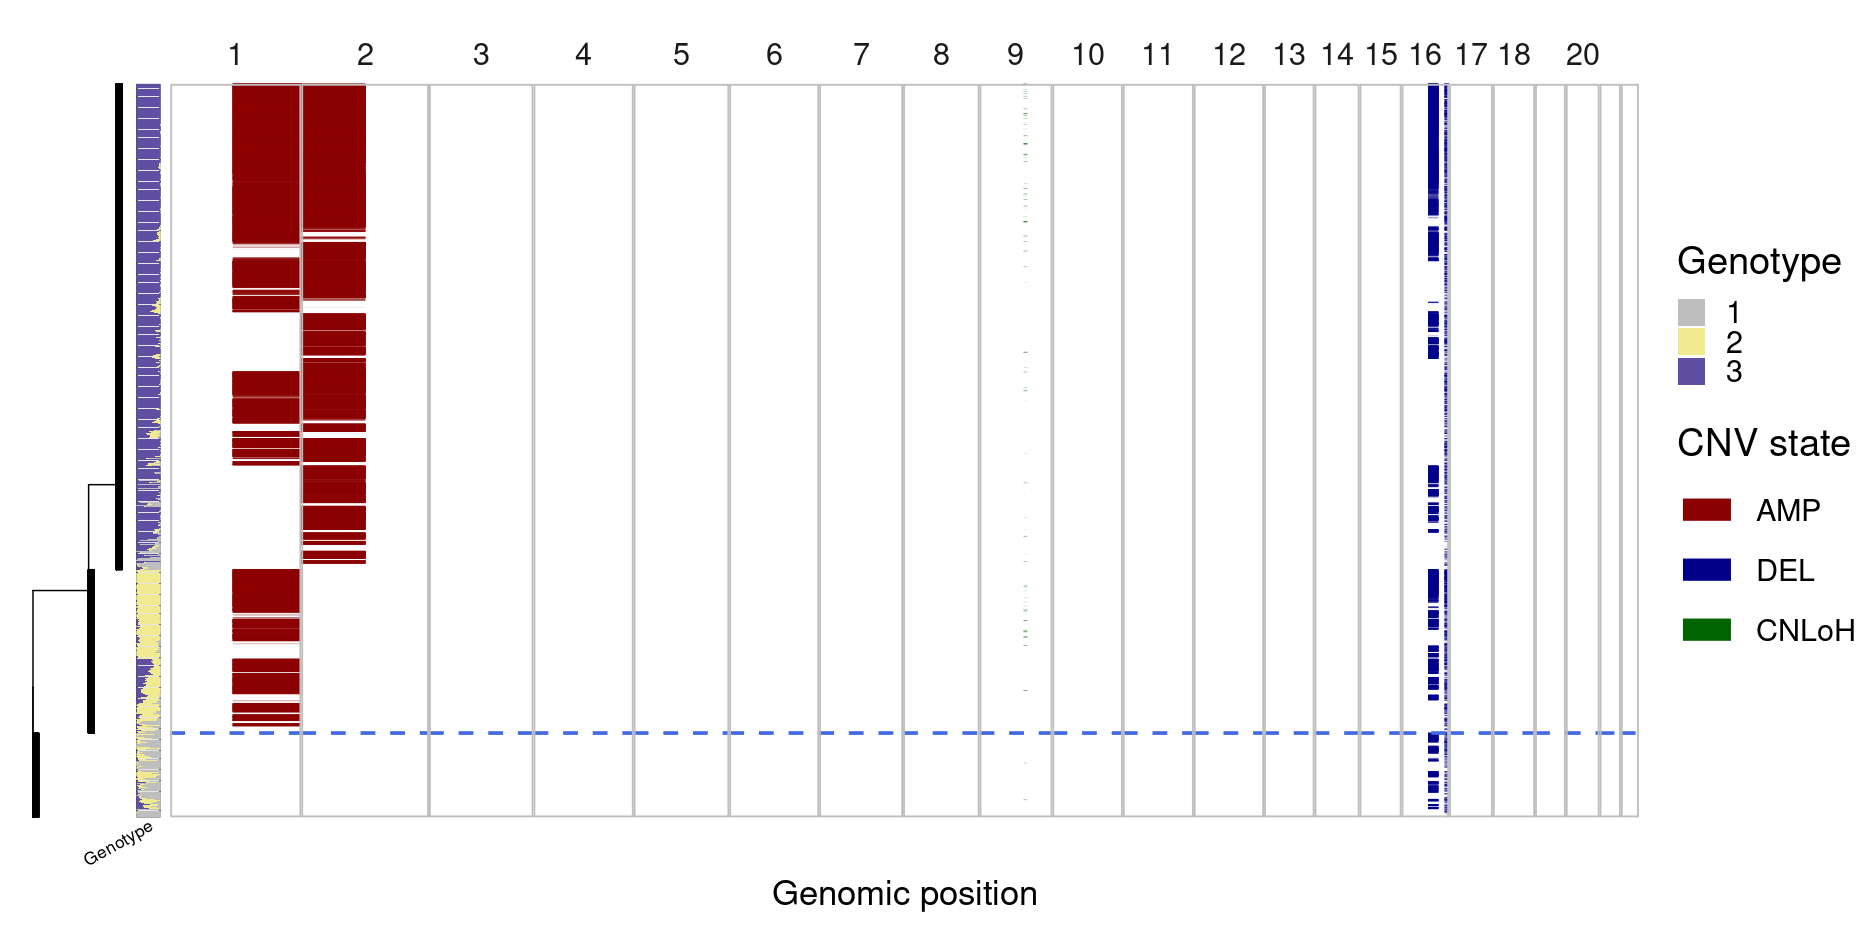 1 2 3 4 5 6 7 8 9 10 11 12 13 14 15 16 17 18 20
Genotype
1
2
3
CNV state
AMP
DEL
CNLoH
Genotype
Genomic position